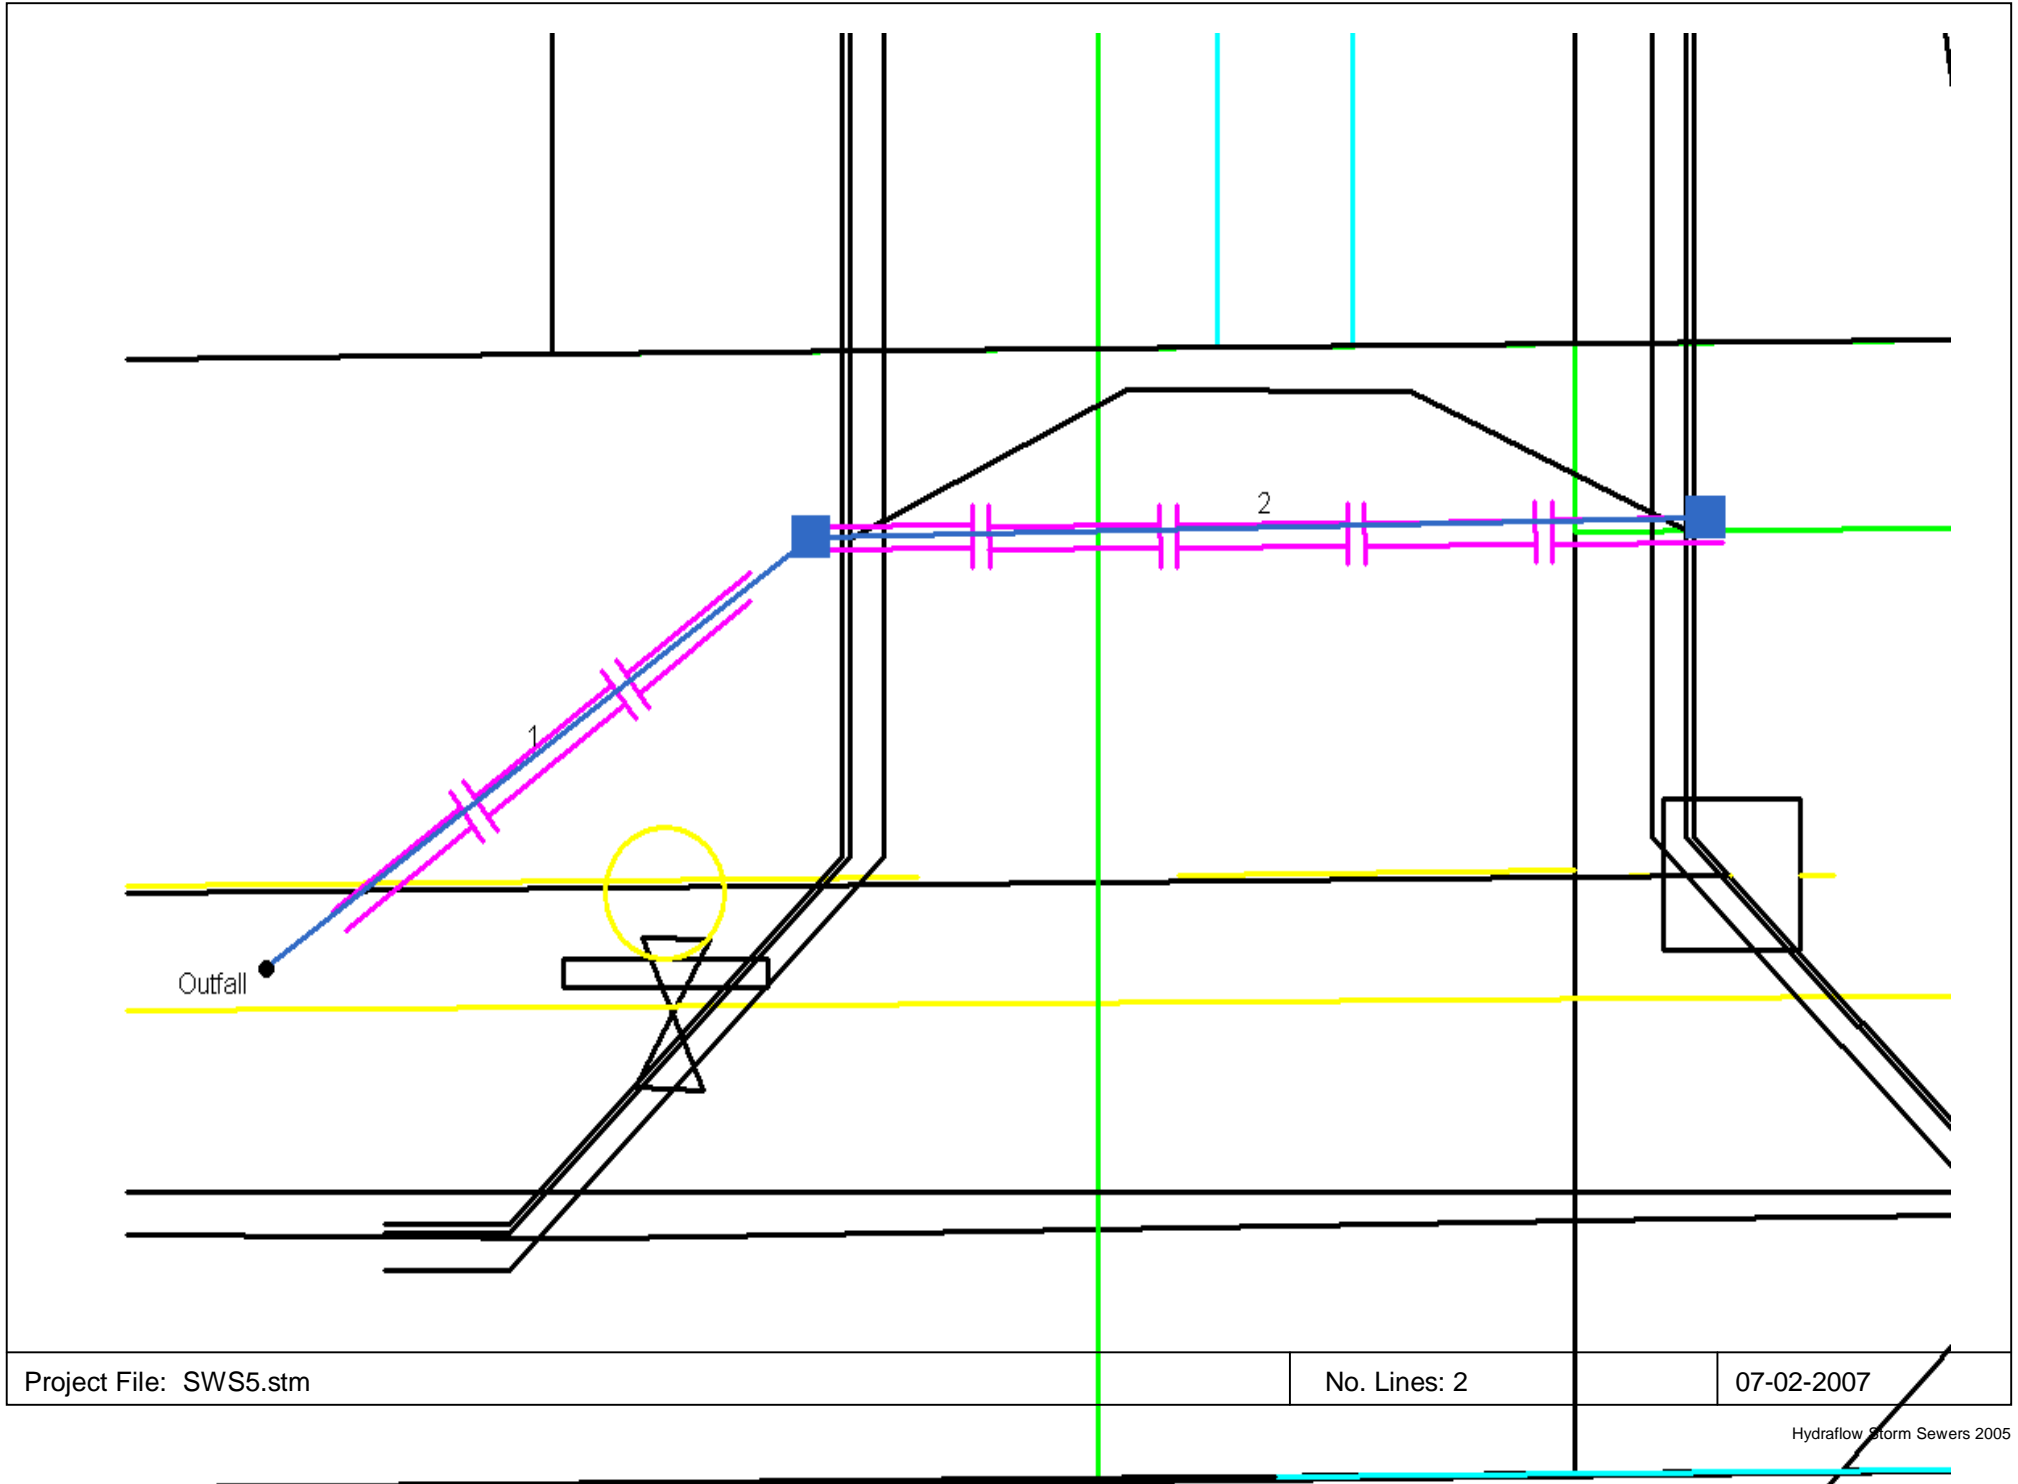 2
1
Outfall
Project File: SWS5.stm
No. Lines: 2
07-02-2007
Hydraflow Storm Sewers 2005